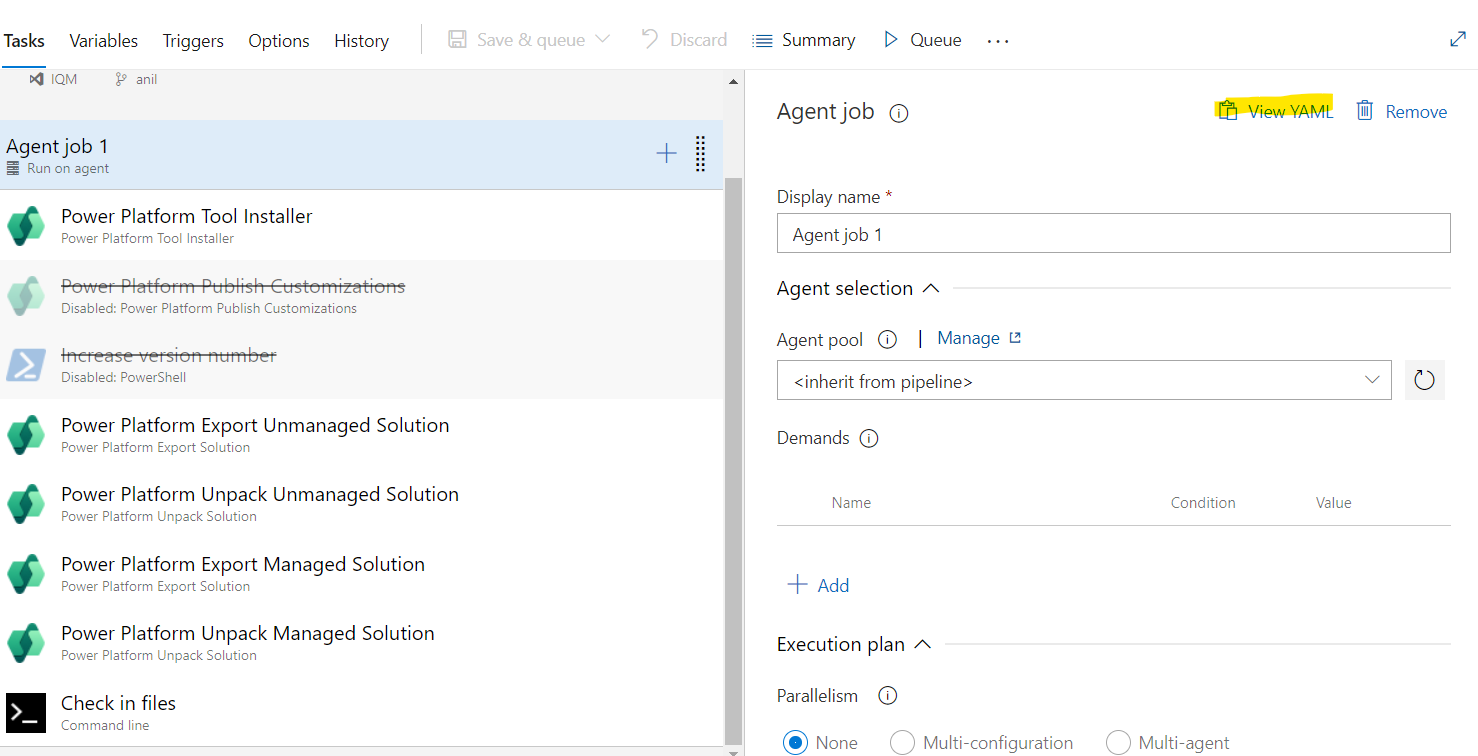 Tasks Variables Triggers Options History Save & queue Discard Summary Queue ...
IQM anil
Agent job 1
Run on agent
Power Platform Tool Installer
Power Platform Tool Installer
Power Platform Publish Customizations
Disabled: Power Platform Publish Customizations
Increase version number
Disabled: PowerShell
Power Platform Export Unmanaged Solution
Power Platform Export Solution
Power Platform Unpack Unmanaged Solution
Power Platform Unpack Solution
Power Platform Export Managed Solution
Power Platform Export Solution
Power Platform Unpack Managed Solution
Power Platform Unpack Solution
Check in files
Command line
Agent job View YAML Remove
Display name *
Agent job 1
Agent selection
Agent pool | Manage
<inherit from pipeline>
Demands
Name Condition Value
Add
Execution plan
Parallelism
None Multi-configuration Multi-agent